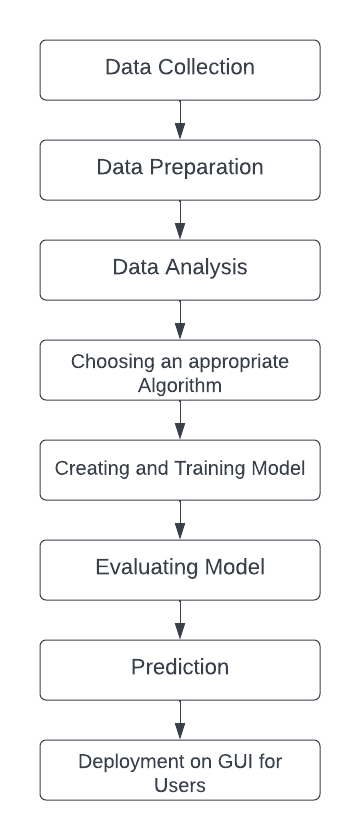 Data Collection
Data Preparation
Data Analysis
Choosing an appropriate
Algorithm
Creating and Training Model
Evaluating Model
Prediction
Deployment on GUI for
Users